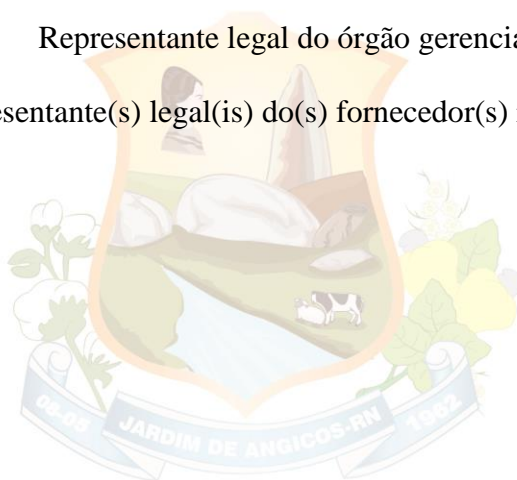 Representante legal do órgão gerencia
esentante(s) legal(is) do(s) fornecedor(s)
08-05 JARDIM DE ANGICOS-RN 1962